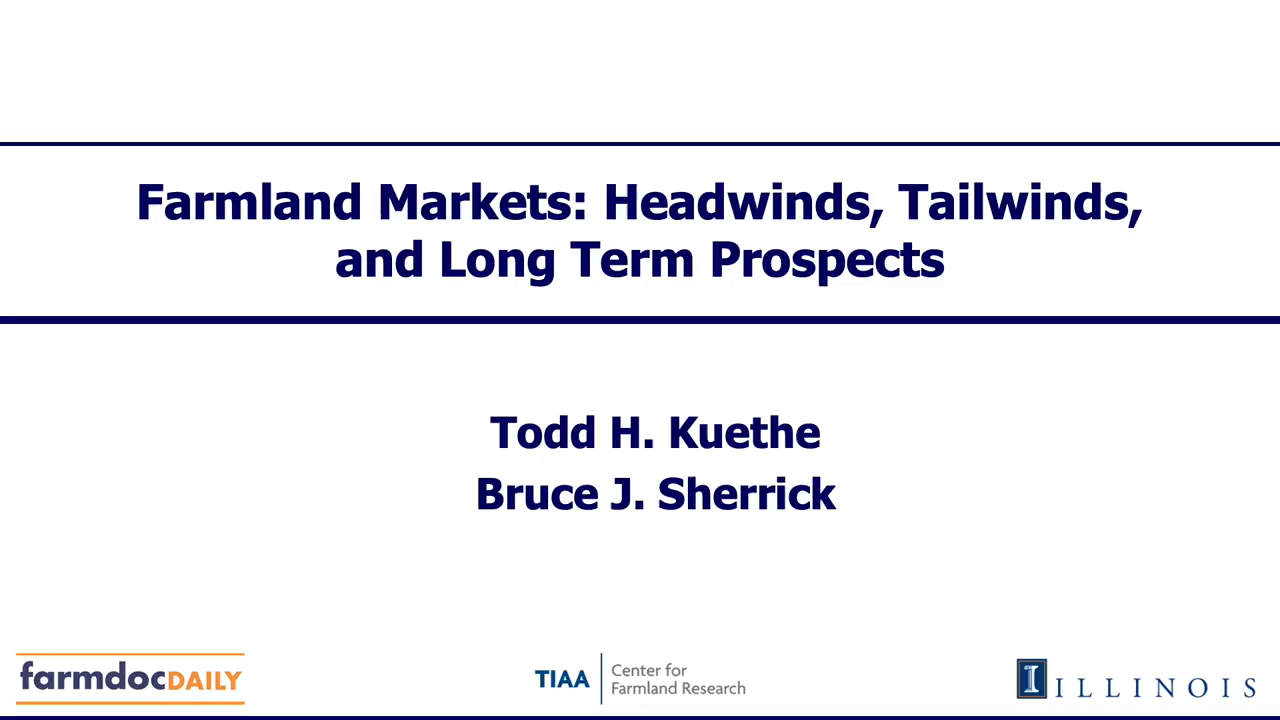 Farmland Markets: Headwinds, Tailwinds,
and Long Term Prospects
Todd H. Kuethe
Bruce J. Sherrick
farmdocDAILY
TIAA
Center for
Farmland Research
I ILLINOIS